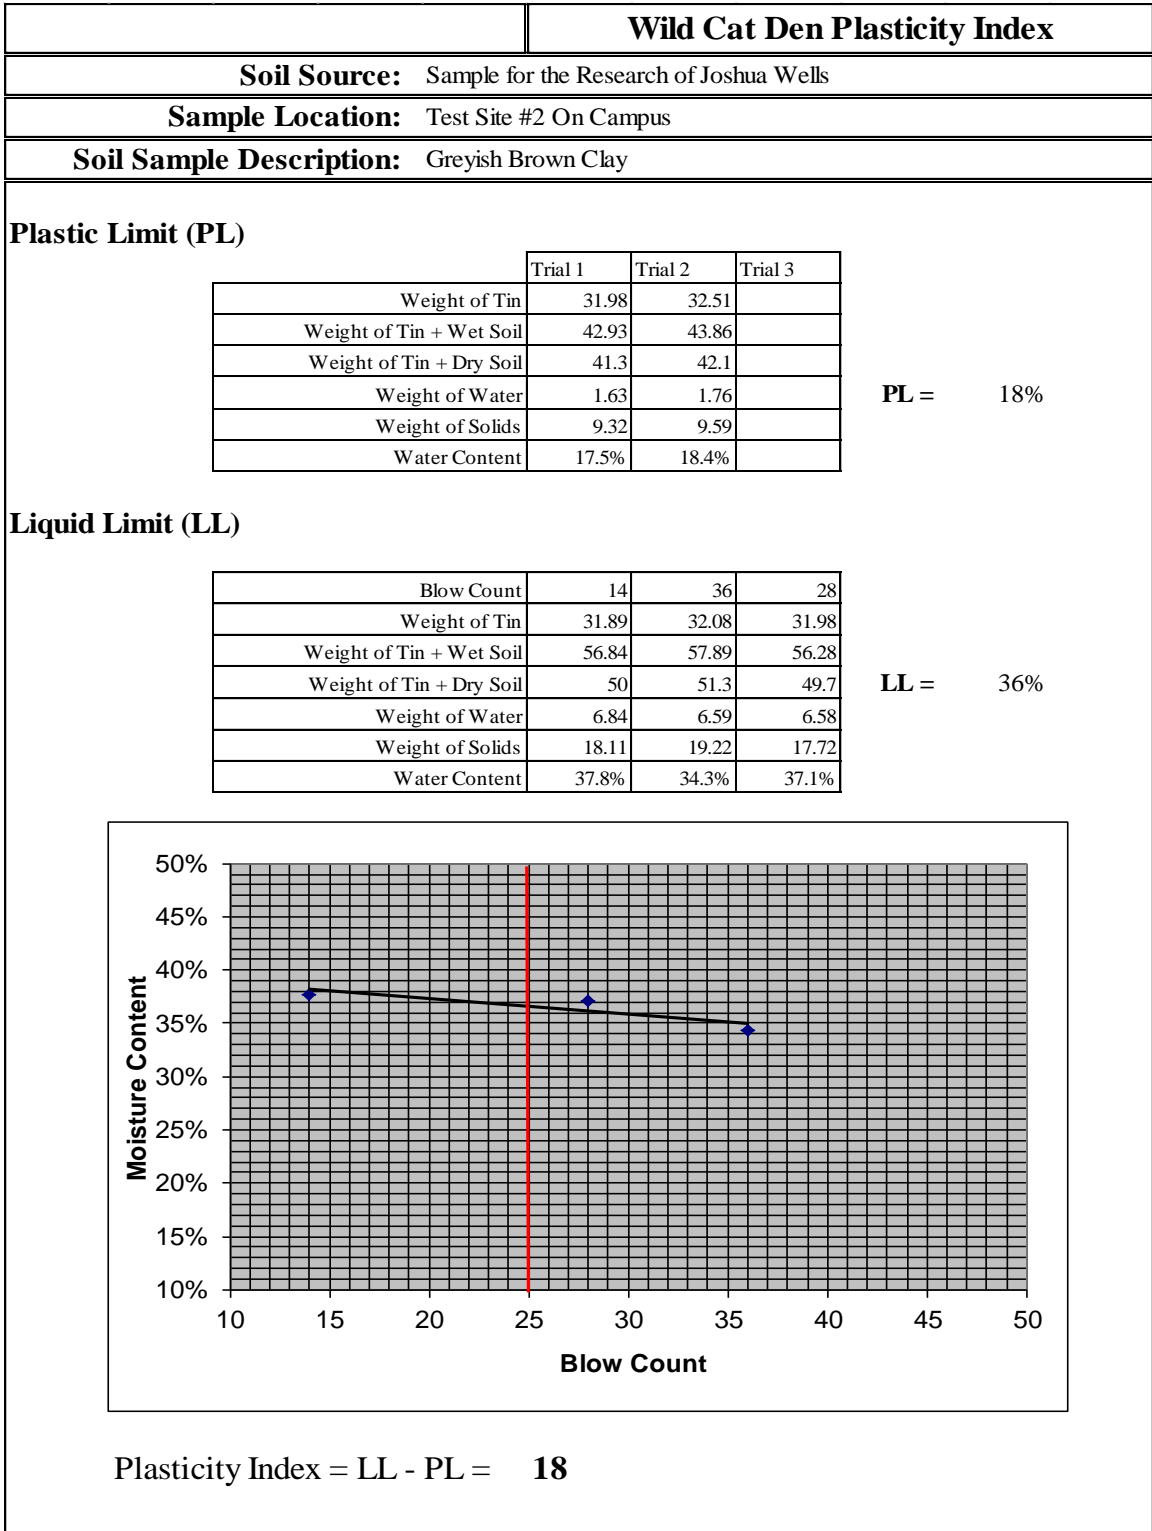 Wild Cat Den Plasticity Index
Soil Source: Sample for the Research of Joshua Wells
Sample Location: Test Site #2 On Campus
Soil Sample Description: Greyish Brown Clay
Plastic Limit (PL)
Trial 1 Trial 2 Trial 3
Weight of Tin 31.98 32.51
Weight of Tin + Wet Soil 42.93 43.86
Weight of Tin + Dry Soil 41.3 42.1
Weight of Water 1.63 1.76 PL = 18%
Weight of Solids 9.32 9.59
Water Content 17.5% 18.4%
Liquid Limit (LL)
Blow Count 14 36 28
Weight of Tin 31.89 32.08 31.98
Weight of Tin + Wet Soil 56.84 57.89 56.28
Weight of Tin + Dry Soil 50 51.3 49.7 LL = 36%
Weight of Water 6.84 6.59 6.58
Weight of Solids 18.11 19.22 17.72
Water Content 37.8% 34.3% 37.1%
50%
45%
40%
35%
30%
25%
20%
15%
10%
Moisture Content
10 15 20 25 30 35 40 45 50
Blow Count
Plasticity Index = LL - PL = 18